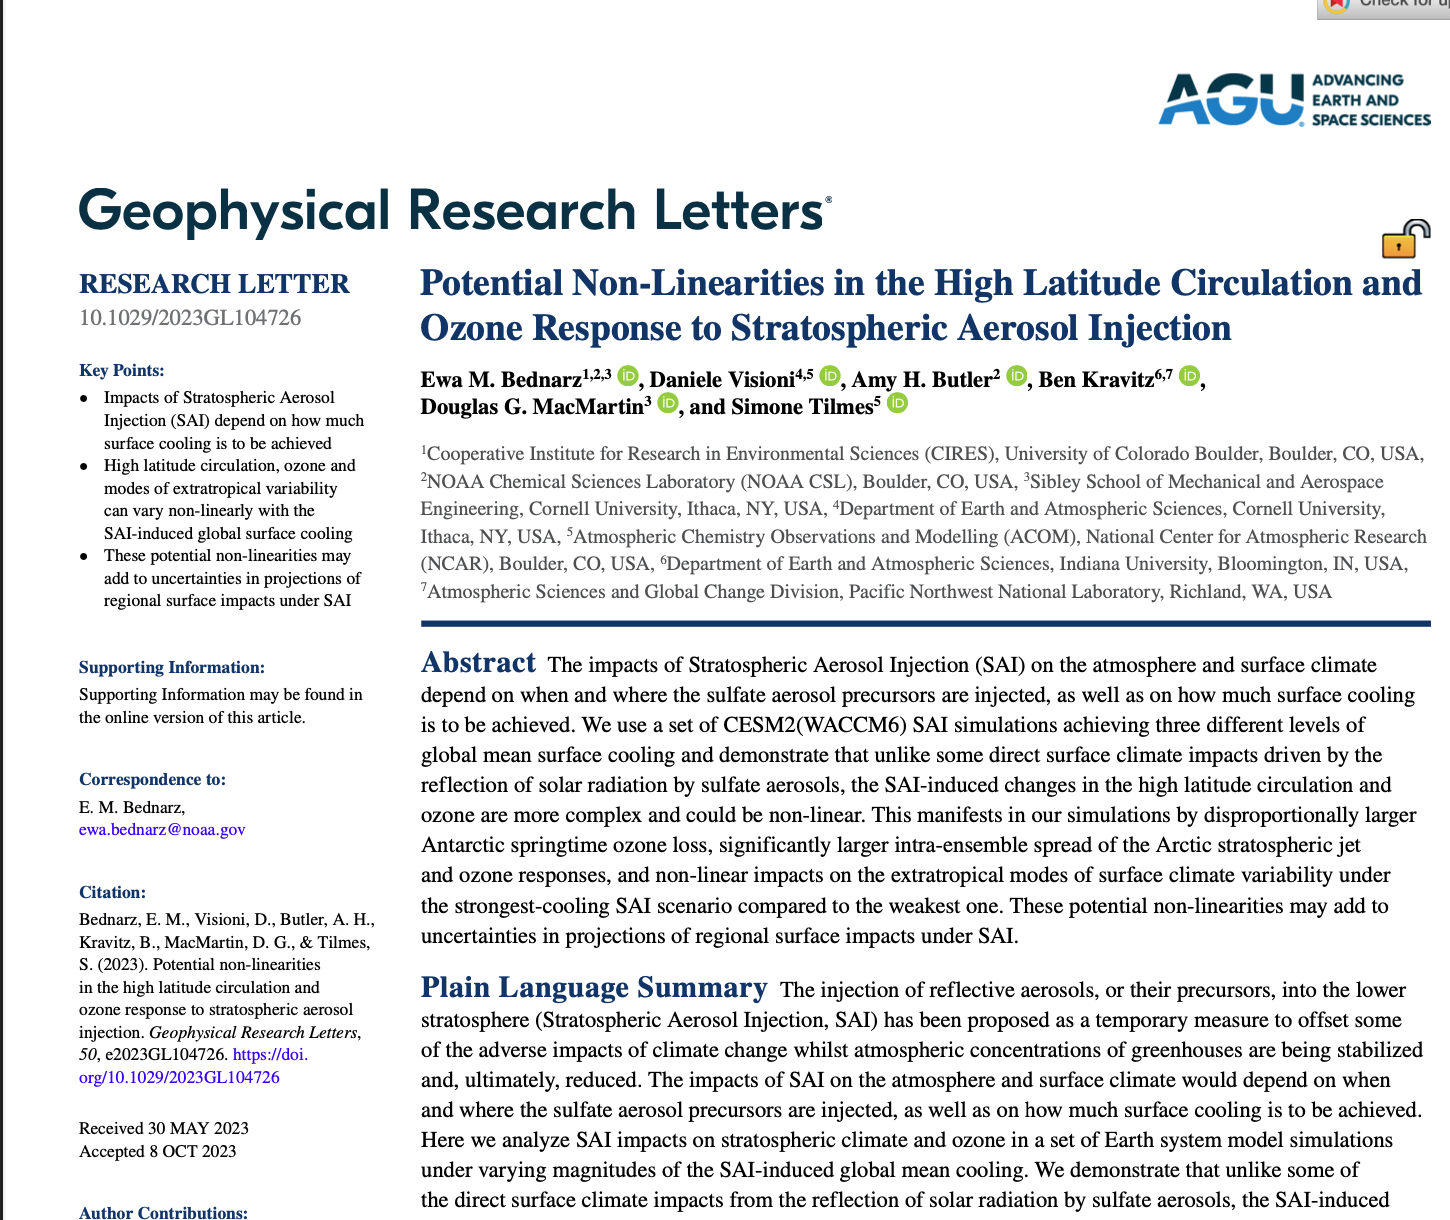 Check for
AGU ADVANCING
EARTH AND
SPACE SCIENCES
Geophysical Research Letters®
RESEARCH LETTER
10.1029/2023GL104726
Key Points:
• Impacts of Stratospheric Aerosol
Injection (SAI) depend on how much
surface cooling is to be achieved
• High latitude circulation, ozone and
modes of extratropical variability
can vary non-linearly with the
SAI-induced global surface cooling
• These potential non-linearities may
add to uncertainties in projections of
regional surface impacts under SAI
Supporting Information:
Supporting Information may be found in
the online version of this article.
Correspondence to:
E. M. Bednarz,
ewa.bednarz@noaa.gov
Citation:
Bednarz, E. M., Visioni, D., Butler, A. H.,
Kravitz, B., MacMartin, D. G., & Tilmes,
S. (2023). Potential non-linearities
in the high latitude circulation and
ozone response to stratospheric aerosol
injection. Geophysical Research Letters,
50, e2023GL104726. https://doi.
org/10.1029/2023GL104726
Received 30 MAY 2023
Accepted 8 OCT 2023
Author Contributions:
Potential Non-Linearities in the High Latitude Circulation and
Ozone Response to Stratospheric Aerosol Injection
Ewa M. Bednarz1,2,3 iD, Daniele Visioni4,5 iD, Amy H. Butler2 iD, Ben Kravitz6,7 iD,
Douglas G. MacMartin3 iD, and Simone Tilmes5 iD
1Cooperative Institute for Research in Environmental Sciences (CIRES), University of Colorado Boulder, Boulder, CO, USA,
2NOAA Chemical Sciences Laboratory (NOAA CSL), Boulder, CO, USA, 3Sibley School of Mechanical and Aerospace
Engineering, Cornell University, Ithaca, NY, USA, 4Department of Earth and Atmospheric Sciences, Cornell University,
Ithaca, NY, USA, 5Atmospheric Chemistry Observations and Modelling (ACOM), National Center for Atmospheric Research
(NCAR), Boulder, CO, USA, 6Department of Earth and Atmospheric Sciences, Indiana University, Bloomington, IN, USA,
7Atmospheric Sciences and Global Change Division, Pacific Northwest National Laboratory, Richland, WA, USA
Abstract The impacts of Stratospheric Aerosol Injection (SAI) on the atmosphere and surface climate
depend on when and where the sulfate aerosol precursors are injected, as well as on how much surface cooling
is to be achieved. We use a set of CESM2(WACCM6) SAI simulations achieving three different levels of
global mean surface cooling and demonstrate that unlike some direct surface climate impacts driven by the
reflection of solar radiation by sulfate aerosols, the SAI-induced changes in the high latitude circulation and
ozone are more complex and could be non-linear. This manifests in our simulations by disproportionally larger
Antarctic springtime ozone loss, significantly larger intra-ensemble spread of the Arctic stratospheric jet
and ozone responses, and non-linear impacts on the extratropical modes of surface climate variability under
the strongest-cooling SAI scenario compared to the weakest one. These potential non-linearities may add to
uncertainties in projections of regional surface impacts under SAI.
Plain Language Summary The injection of reflective aerosols, or their precursors, into the lower
stratosphere (Stratospheric Aerosol Injection, SAI) has been proposed as a temporary measure to offset some
of the adverse impacts of climate change whilst atmospheric concentrations of greenhouses are being stabilized
and, ultimately, reduced. The impacts of SAI on the atmosphere and surface climate would depend on when
and where the sulfate aerosol precursors are injected, as well as on how much surface cooling is to be achieved.
Here we analyze SAI impacts on stratospheric climate and ozone in a set of Earth system model simulations
under varying magnitudes of the SAI-induced global mean cooling. We demonstrate that unlike some of
the direct surface climate impacts from the reflection of solar radiation by sulfate aerosols, the SAI-induced